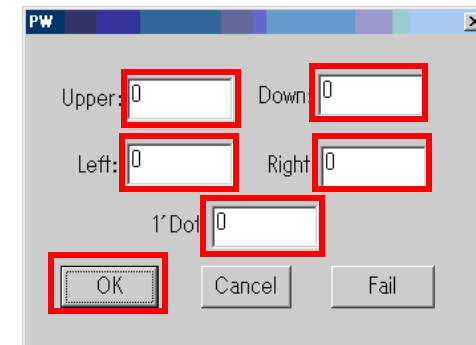 PW
Upper: 0 Down: 0
Left: 0 Right 0
1´Dot 0
OK Cancel Fail